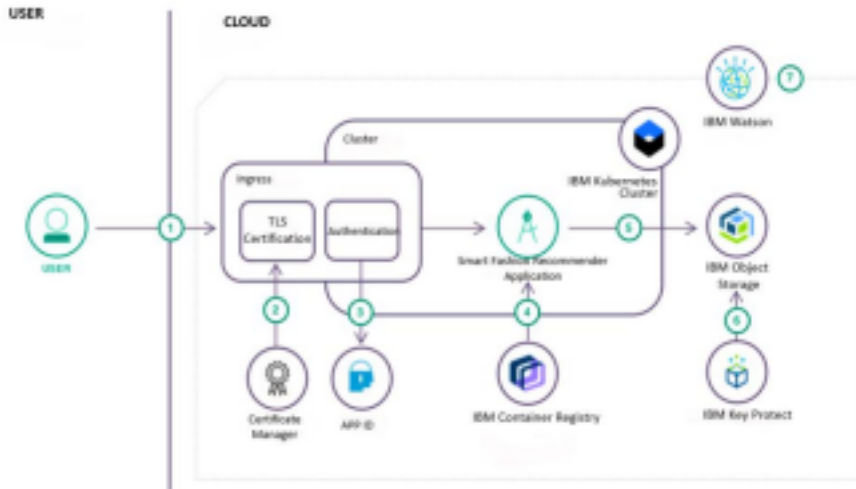 USER
CLOUD
7
IBM Watson
Cluster
IBM Kubernetes
Cluster
Ingress
TLS
Certification
Authentication
1
USER
5
Smart Fashion Recommender
Application
IBM Object
Storage
2
3
4
6
Certificate
Manager
APP ID
IBM Container Registry
IBM Key Protect